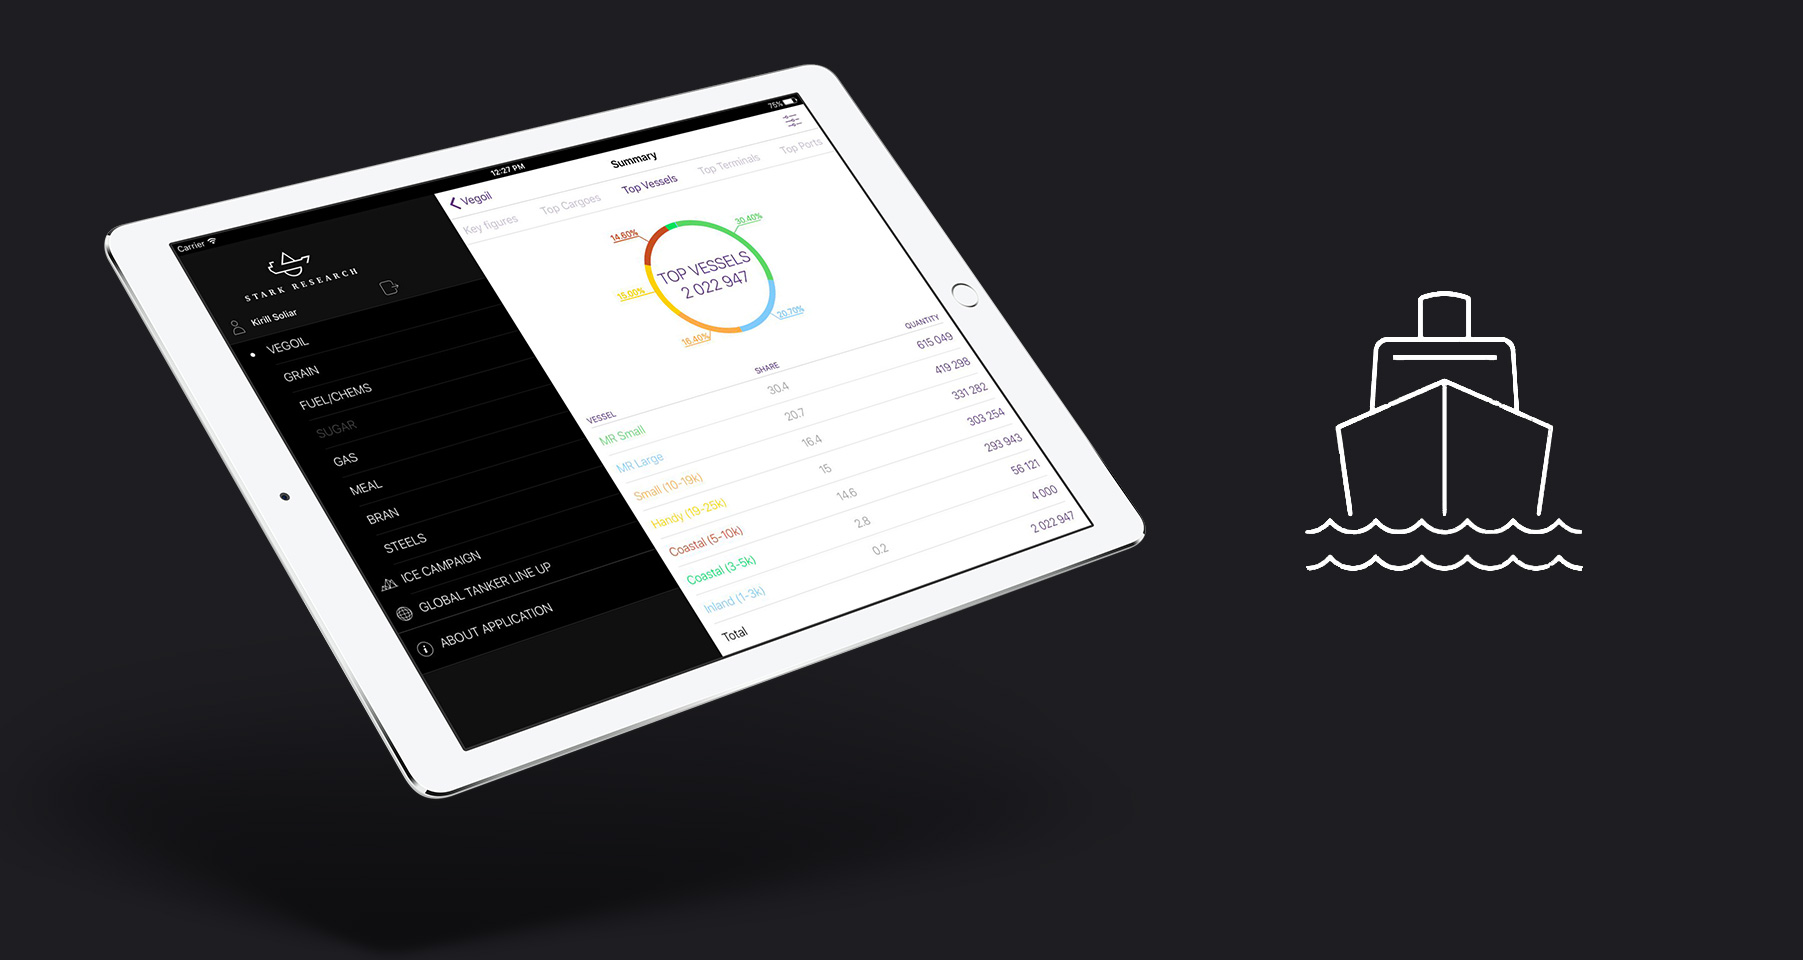 Carrier
12:27 PM
75%
STARK RESEARCH
Kirill Soliar
VEGOIL
GRAIN
FUEL/CHEMS
SUGAR
GAS
MEAL
BRAN
STEELS
ICE CAMPAIGN
GLOBAL TANKER LINE UP
ABOUT APPLICATION
Vegoil
Summary
Key figures Top Cargoes Top Vessels Top Terminals Top Ports
14.60%
30.40%
15.00%
TOP VESSELS
2 022 947
16.40%
20.70%
VESSEL SHARE QUANTITY
MR Small 30.4 615 049
MR Large 20.7 419 298
Small (10-19k) 16.4 331 282
Handy (19-25k) 15 303 254
Coastal (5-10k) 14.6 293 943
Coastal (3-5k) 2.8 56 121
Inland (1-3k) 0.2 4 000
Total 2 022 947